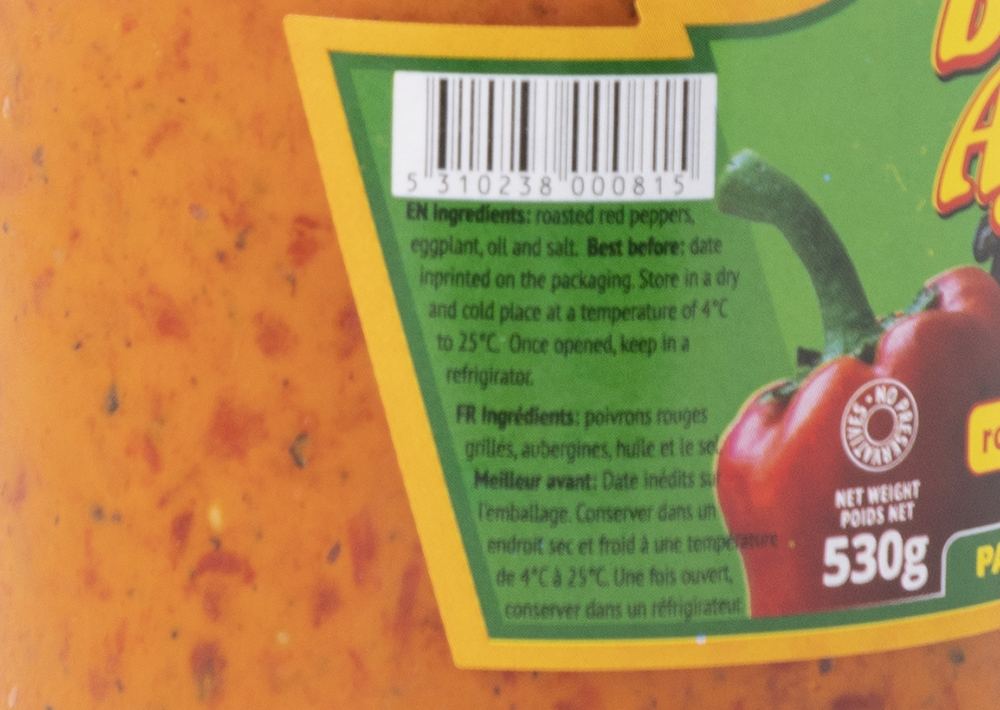 5 310238 000815
EN Ingredients: roasted red peppers,
eggplant, oil and salt. Best before: date
inprinted on the packaging. Store in a dry
and cold place at a temperature of 4°C
to 25°C. Once opened, keep in a
refrigirator.
FR Ingrédients: poivrons rouges
grillés, aubergines, huile et le sel
Meilleur avant: Date inédits sur
l'emballage. Conserver dans un
endroit sec et froid à une température
de 4°C à 25°C. Une fois ouvert,
conserver dans un réfrigirateur.
NO PRESERVATIVES
NET WEIGHT
POIDS NET
530g